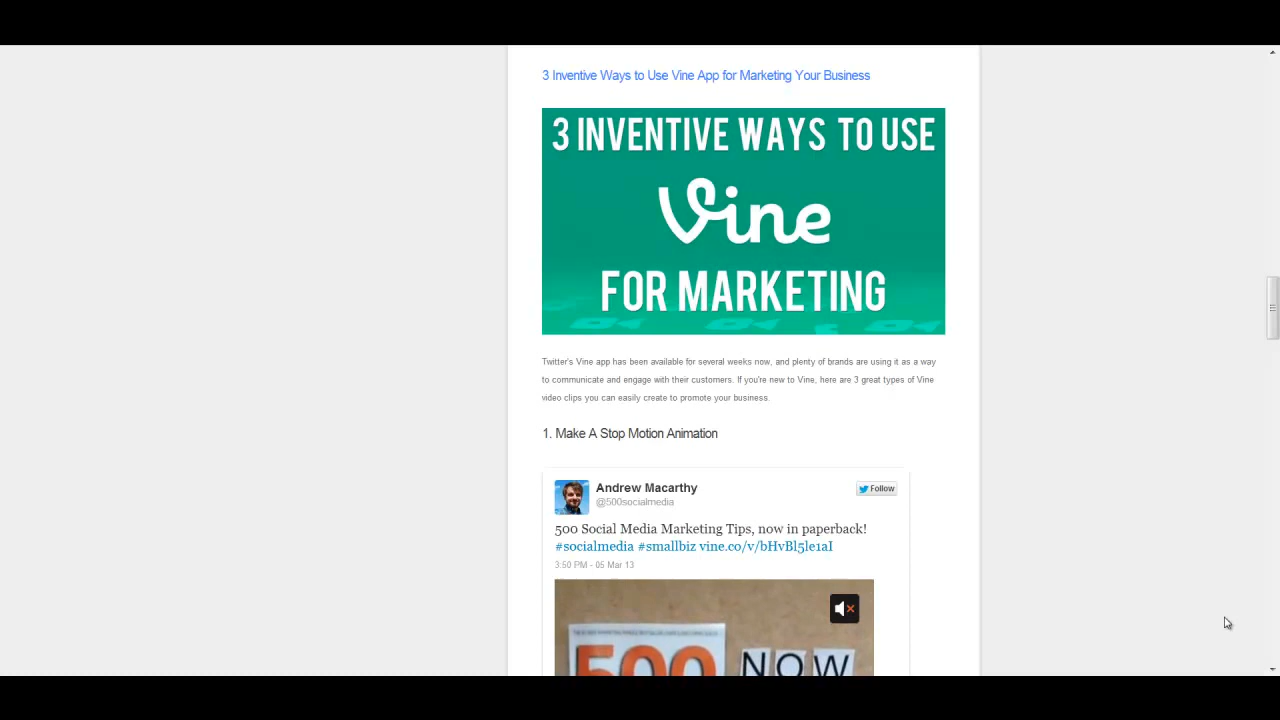 3 Inventive Ways to Use Vine App for Marketing Your Business
3 INVENTIVE WAYS TO USE
Vine
FOR MARKETING
Twitter's Vine app has been available for several weeks now, and plenty of brands are using it as a way
to communicate and engage with their customers. If you're new to Vine, here are 3 great types of Vine
video clips you can easily create to promote your business.
1. Make A Stop Motion Animation
Andrew Macarthy
Follow
@500socialmedia
500 Social Media Marketing Tips, now in paperback!
#socialmedia #smallbiz vine.co/v/bHvBl5le1aI
3:50 PM - 05 Mar 13
500
NOW